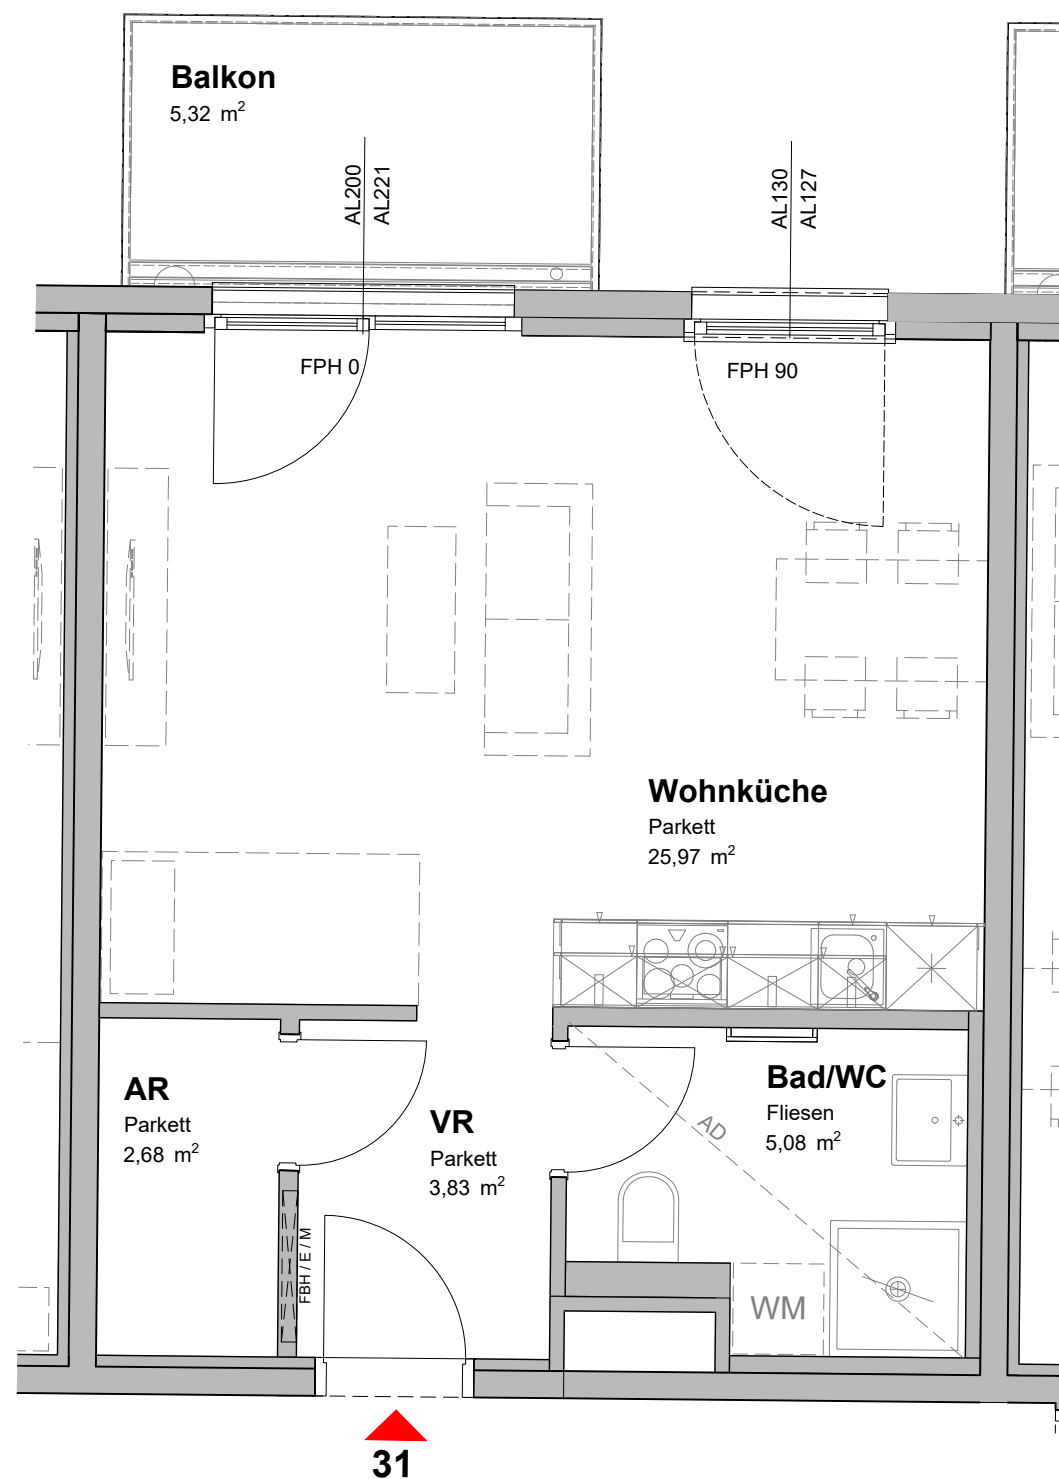 Balkon
5,32 m²
AL200
AL221
AL130
AL127
FPH 0
FPH 90
Wohnküche
Parkett
25,97 m²
AR
Parkett
2,68 m²
VR
Parkett
3,83 m²
Bad/WC
Fliesen
5,08 m²
AD
FBH / E / M
WM
31